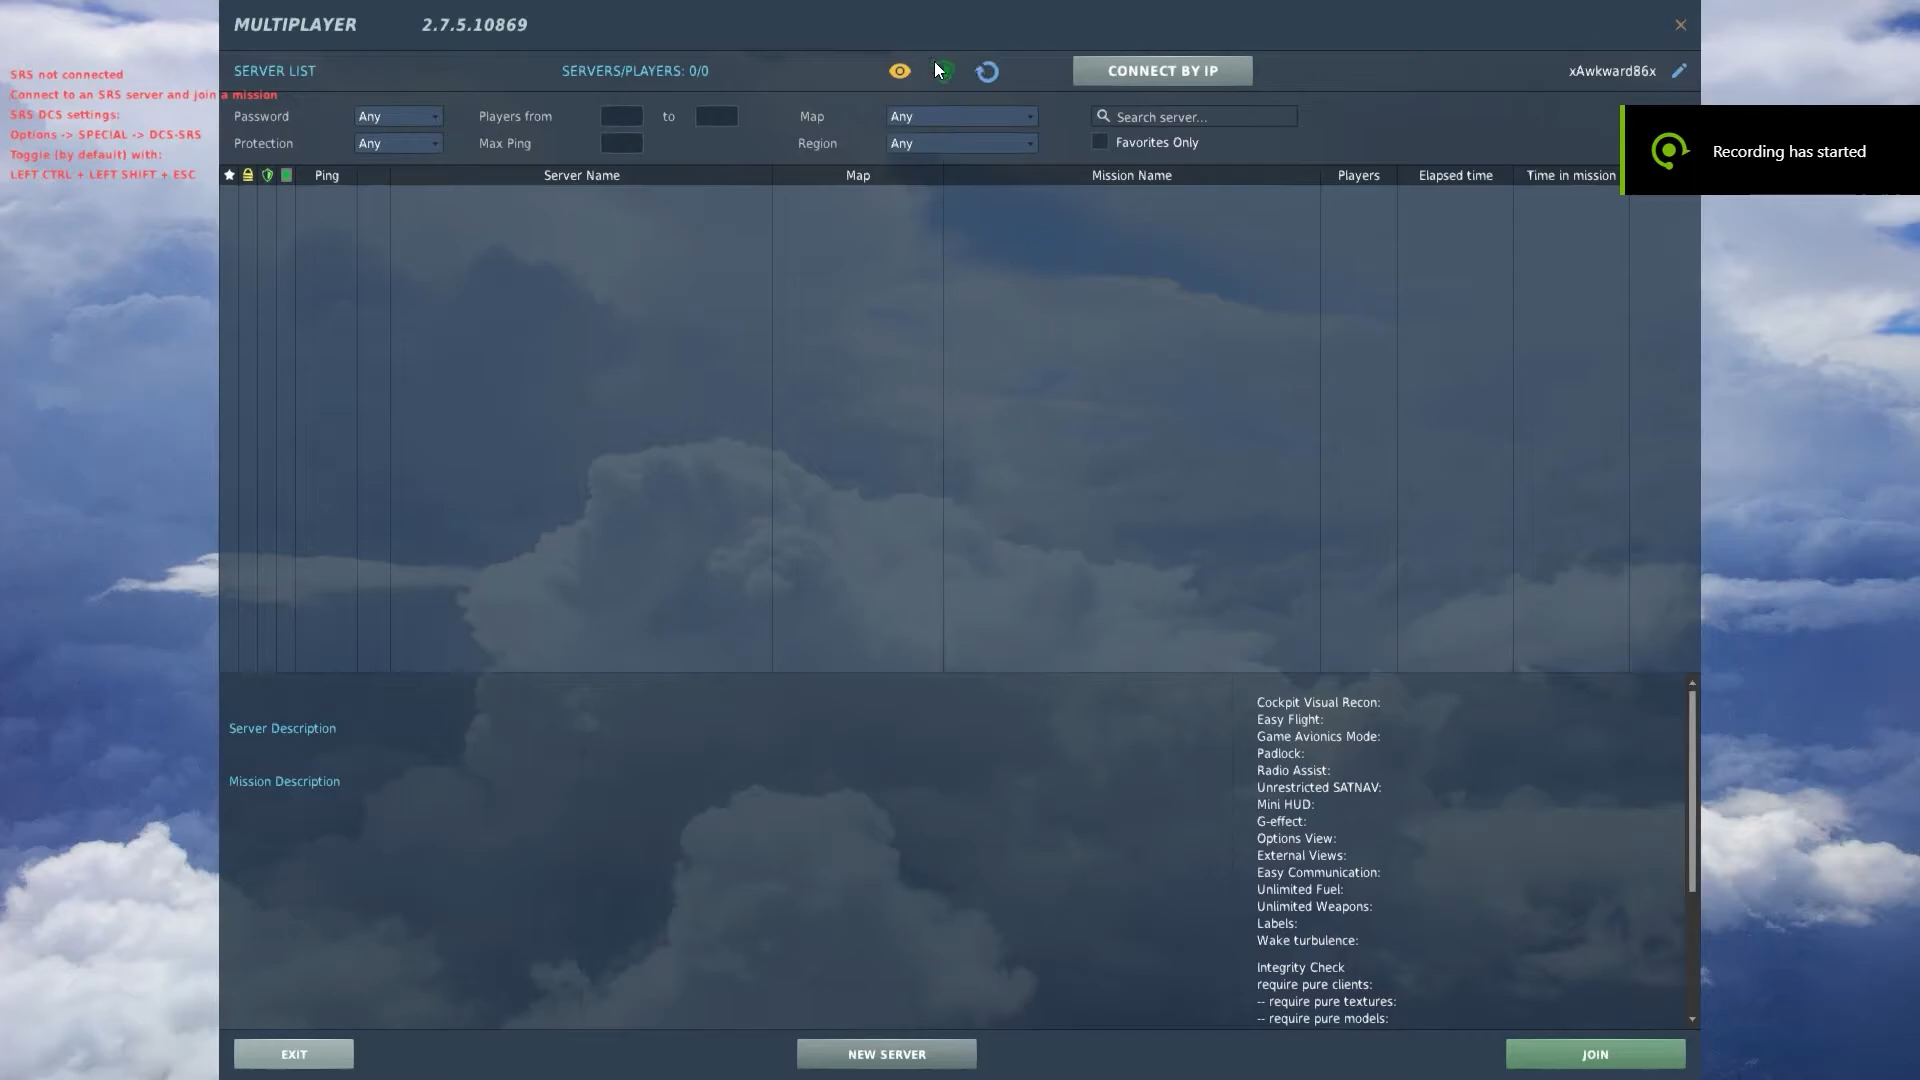 MULTIPLAYER 2.7.5.10869
SERVER LIST SERVERS/PLAYERS: 0/0 CONNECT BY IP xAwkward86x
SRS not connected
Connect to an SRS server and join a mission
SRS DCS settings:
Options -> SPECIAL -> DCS-SRS
Toggle (by default) with:
LEFT CTRL + LEFT SHIFT + ESC
Password Any Players from to Map Any Search server...
Protection Any Max Ping Region Any Favorites Only
Recording has started
Ping Server Name Map Mission Name Players Elapsed time Time in mission
Server Description
Mission Description
Cockpit Visual Recon:
Easy Flight:
Game Avionics Mode:
Padlock:
Radio Assist:
Unrestricted SATNAV:
Mini HUD:
G-effect:
Options View:
External Views:
Easy Communication:
Unlimited Fuel:
Unlimited Weapons:
Labels:
Wake turbulence:
Integrity Check
require pure clients:
-- require pure textures:
-- require pure models:
EXIT NEW SERVER JOIN